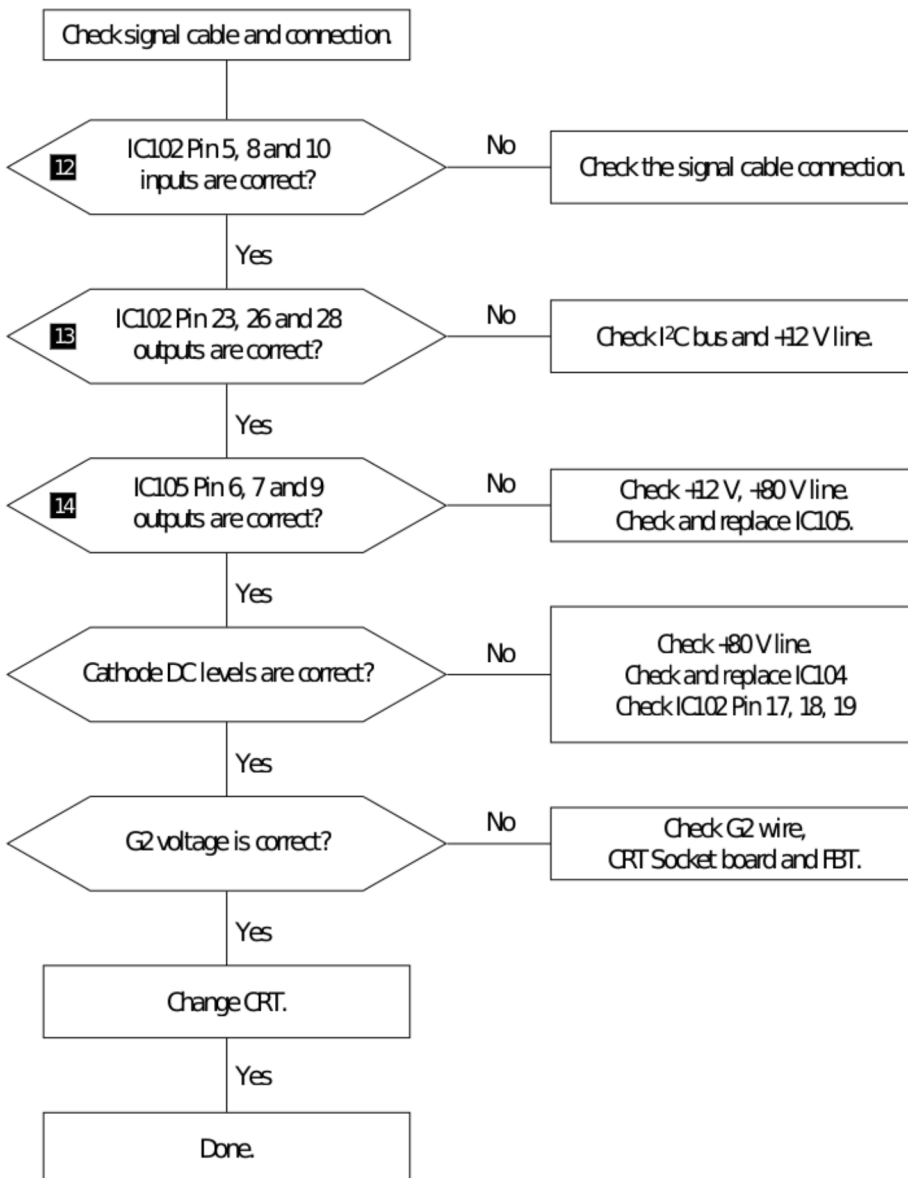 Check signal cable and connection.
12
IC102 Pin 5, 8 and 10
inputs are correct?
No
Check the signal cable connection.
Yes
13
IC102 Pin 23, 26 and 28
outputs are correct?
No
Check I²C bus and +12 V line.
Yes
14
IC105 Pin 6, 7 and 9
outputs are correct?
No
Check +12 V, +80 V line.
Check and replace IC105.
Yes
Cathode DC levels are correct?
No
Check +80 V line.
Check and replace IC104
Check IC102 Pin 17, 18, 19
Yes
G2 voltage is correct?
No
Check G2 wire,
CRT Socket board and FBT.
Yes
Change CRT.
Yes
Done.